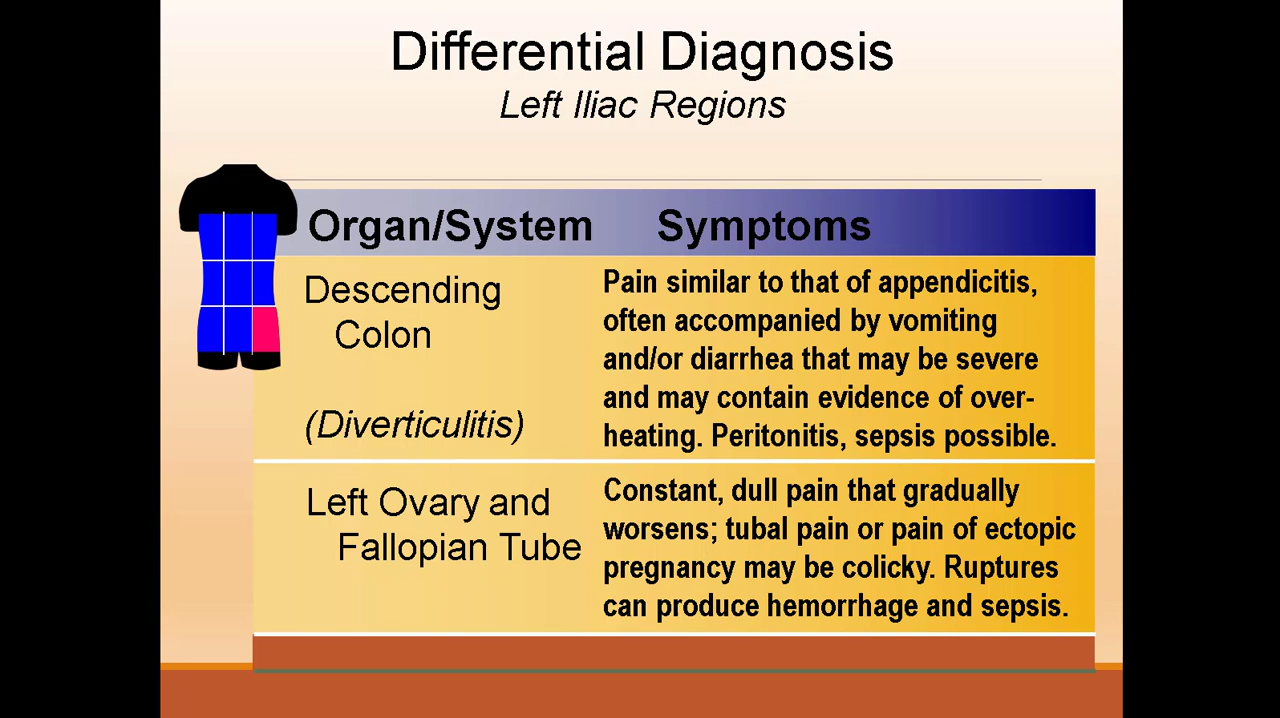 Differential Diagnosis
Left Iliac Regions
Organ/System Symptoms
Descending
Colon
(Diverticulitis)
Pain similar to that of appendicitis,
often accompanied by vomiting
and/or diarrhea that may be severe
and may contain evidence of over-
heating. Peritonitis, sepsis possible.
Left Ovary and
Fallopian Tube
Constant, dull pain that gradually
worsens; tubal pain or pain of ectopic
pregnancy may be colicky. Ruptures
can produce hemorrhage and sepsis.